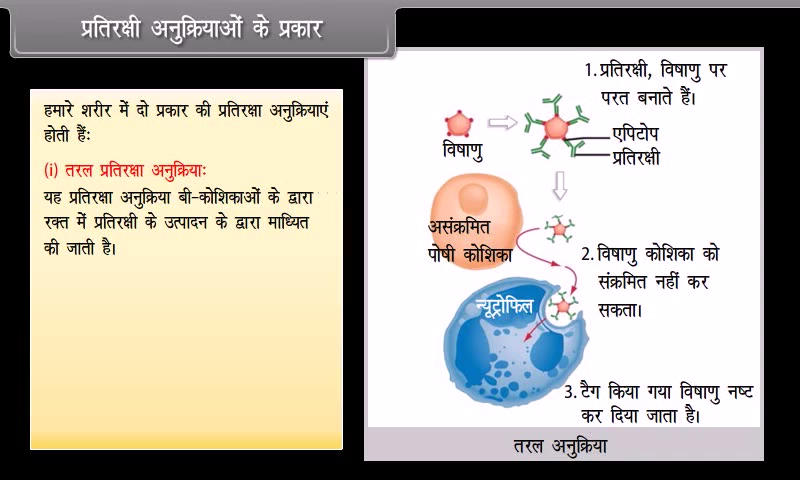 प्रतिरक्षी अनुक्रियाओं के प्रकार
हमारे शरीर में दो प्रकार की प्रतिरक्षा अनुक्रियाएं
होती हैं:
(i) तरल प्रतिरक्षा अनुक्रिया:
यह प्रतिरक्षा अनुक्रिया बी-कोशिकाओं के द्वारा
रक्त में प्रतिरक्षी के उत्पादन के द्वारा माध्यित
की जाती है।
1. प्रतिरक्षी, विषाणु पर
परत बनाते हैं।
विषाणु
एपिटोप
प्रतिरक्षी
असंक्रमित
पोषी कोशिका
2. विषाणु कोशिका को
संक्रमित नहीं कर
सकता।
न्यूट्रोफिल
3. टैग किया गया विषाणु नष्ट
कर दिया जाता है।
तरल अनुक्रिया